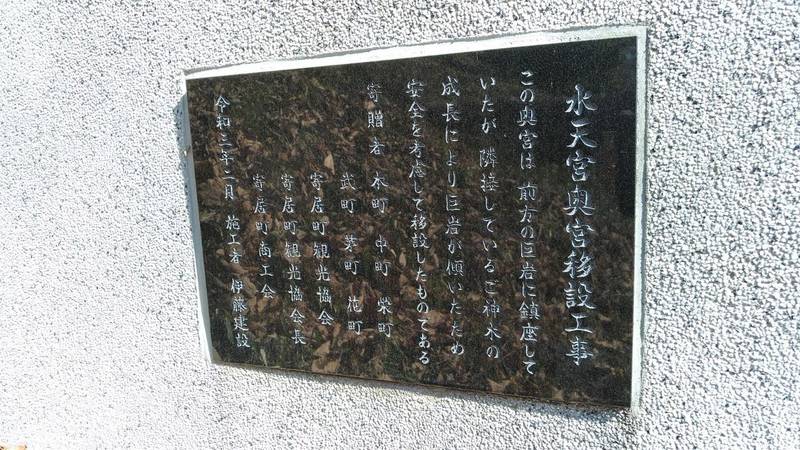 水天宮奥宮移設工事
この奥宮は 前方の巨岩に鎮座して
いたが 隣接しているご神木の
成長により巨岩が傾いたため
安全を考慮して移設したものである
寄贈者 本町 中町 栄町
武町 茅町 花町
寄居町観光協会
寄居町観光協会長
寄居町商工会
令和三年二月 施工者 伊藤建設